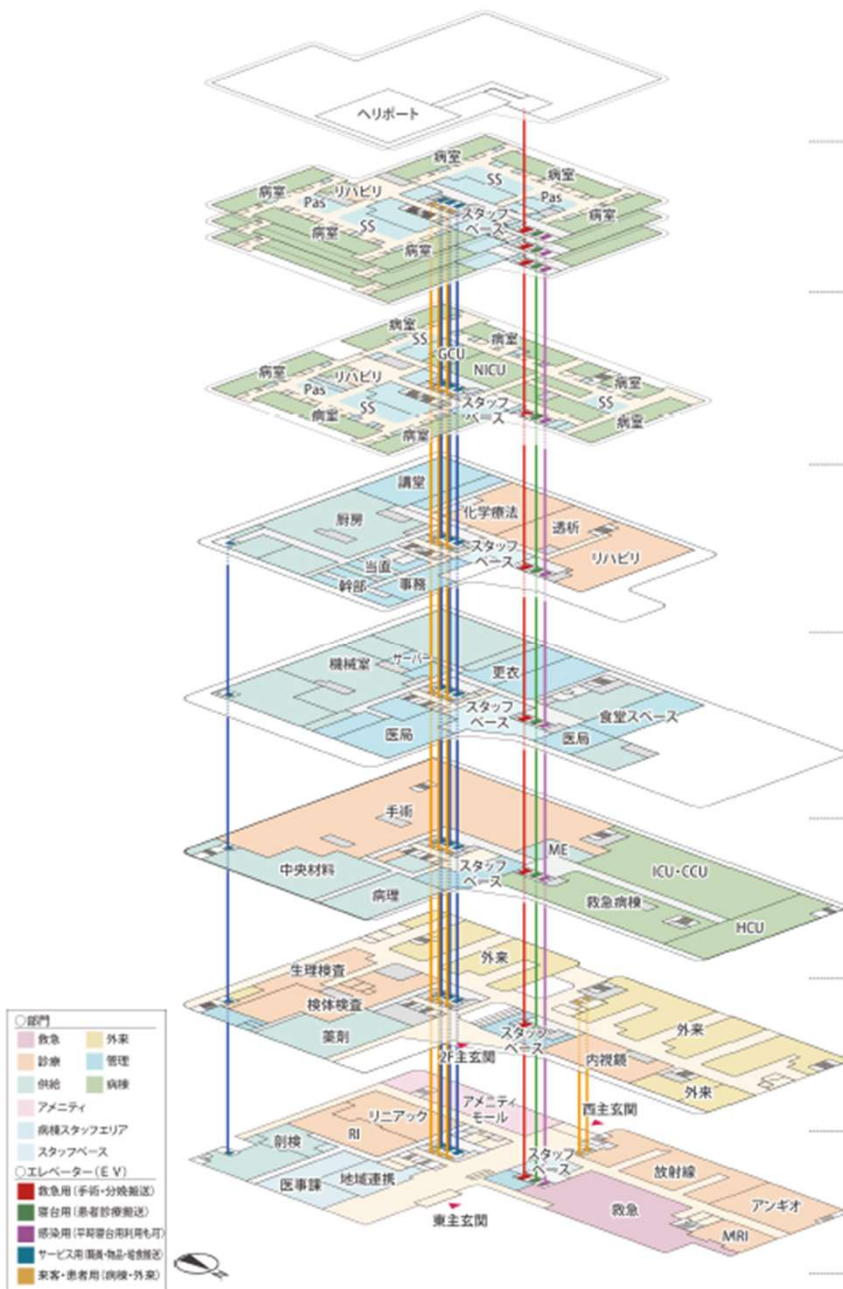 ヘリポート
病室
病室
リハビリ
SS
病室
病室
Pas
Pas
SS
スタッフ
ベース
病室
病室
病室
病室
SS
病室
GCU
NICU
病室
リハビリ
病室
Pas
SS
スタッフ
ベース
SS
病室
病室
病室
講堂
厨房
化学療法
透析
スタッフ
ベース
リハビリ
当直
幹部
事務
機械室
サーバー
更衣
スタッフ
ベース
食堂スペース
医局
医局
手術
ME
中央材料
スタッフ
ベース
ICU・CCU
病理
救急病棟
HCU
生理検査
外来
検体検査
外来
薬剤
スタッフ
ベース
内視鏡
外来
2F主玄関
西主玄関
アメニティ
モール
リニアック
RI
剖検
スタッフ
ベース
放射線
医事課
地域連携
救急
アンギオ
MRI
東主玄関
○部門
救急
外来
診療
管理
供給
病棟
アメニティ
病棟スタッフエリア
スタッフベース
○エレベーター(EV)
救急用(手術・分娩搬送)
寝台用(患者診療搬送)
感染用(平時寝台用利用も可)
サービス用(職員・物品・給食搬送)
来客・患者用(病棟・外来)